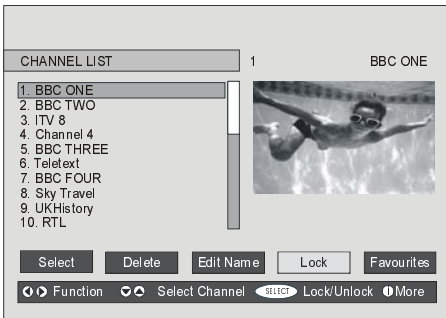 CHANNEL LIST
1 BBC ONE
1. BBC ONE
2. BBC TWO
3. ITV 8
4. Channel 4
5. BBC THREE
6. Teletext
7. BBC FOUR
8. Sky Travel
9. UKHistory
10. RTL
Select Delete Edit Name Lock Favourites
Function Select Channel SELECT Lock/Unlock i More